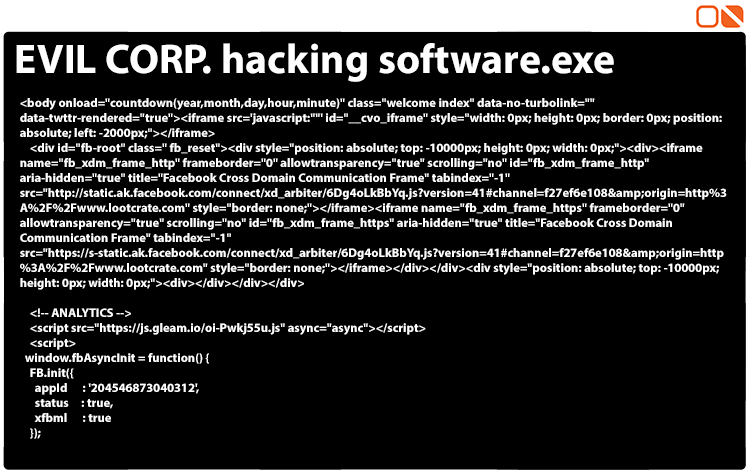 EVIL CORP. hacking software.exe
<body onload="countdown(year,month,day,hour,minute)" class="welcome index" data-no-turbolink=""
data-twttr-rendered="true"><iframe src='javascript:""' id="__cvo_iframe" style="width: 0px; height: 0px; border: 0px; position:
absolute; left: -2000px;"></iframe>
<div id="fb-root" class=" fb_reset"><div style="position: absolute; top: -10000px; height: 0px; width: 0px;"><div><iframe
name="fb_xdm_frame_http" frameborder="0" allowtransparency="true" scrolling="no" id="fb_xdm_frame_http"
aria-hidden="true" title="Facebook Cross Domain Communication Frame" tabindex="-1"
src="http://static.ak.facebook.com/connect/xd_arbiter/6Dg4oLkBbYq.js?version=41#channel=f27ef6e108&amp;origin=http%3
A%2F%2Fwww.lootcrate.com" style="border: none;"></iframe><iframe name="fb_xdm_frame_https" frameborder="0"
allowtransparency="true" scrolling="no" id="fb_xdm_frame_https" aria-hidden="true" title="Facebook Cross Domain
Communication Frame" tabindex="-1"
src="https://s-static.ak.facebook.com/connect/xd_arbiter/6Dg4oLkBbYq.js?version=41#channel=f27ef6e108&amp;origin=http
%3A%2F%2Fwww.lootcrate.com" style="border: none;"></iframe></div></div><div style="position: absolute; top: -10000px;
height: 0px; width: 0px;"><div></div></div></div>
<!-- ANALYTICS -->
<script src="https://js.gleam.io/oi-Pwkj55u.js" async="async"></script>
<script>
window.fbAsyncInit = function() {
FB.init({
appId : '204546873040312',
status : true,
xfbml : true
});